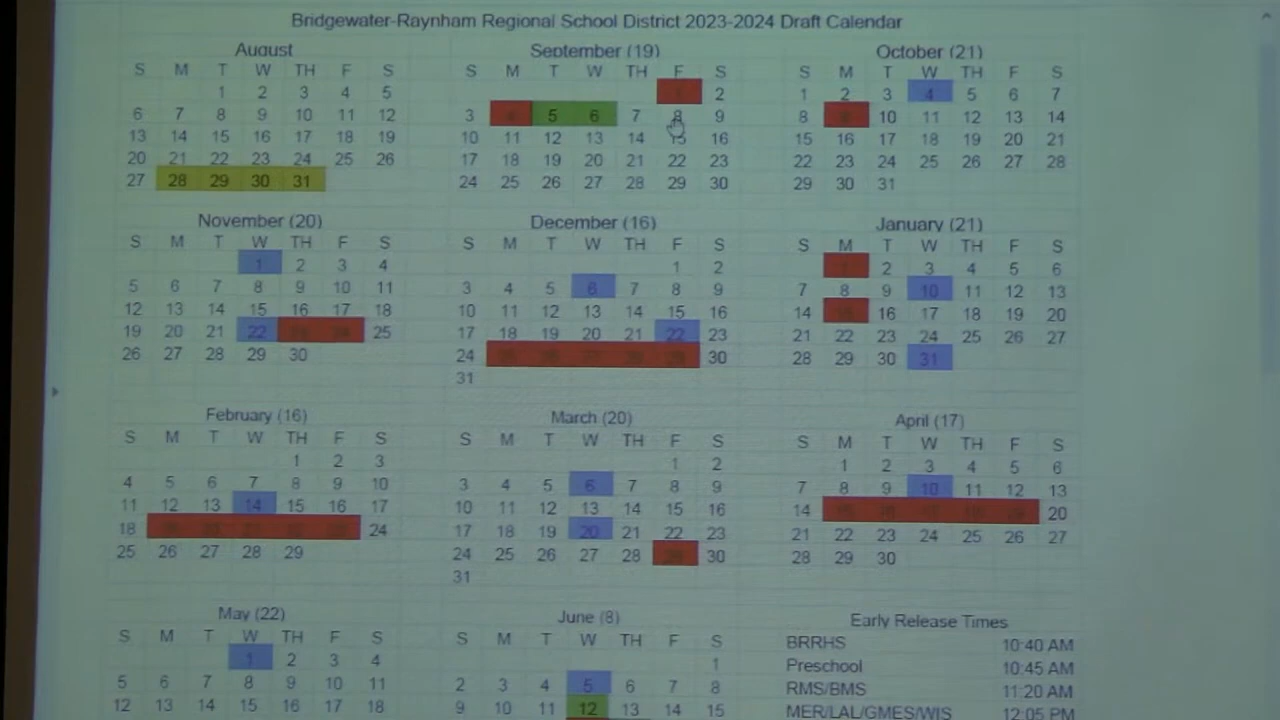 Bridgewater-Raynham Regional School District 2023-2024 Draft Calendar
August September (19) October (21)
S M T W TH F S S M T W TH F S S M T W TH F S
1 2 3 4 5 2 1 2 3 4 5 6 7
6 7 8 9 10 11 12 3 4 5 6 7 8 9 8 10 11 12 13 14
13 14 15 16 17 18 19 10 11 12 13 14 15 16 15 16 17 18 19 20 21
20 21 22 23 24 25 26 17 18 19 20 21 22 23 22 23 24 25 26 27 28
27 28 29 30 31 24 25 26 27 28 29 30 29 30 31
November (20) December (16) January (21)
S M T W TH F S S M T W TH F S S M T W TH F S
1 2 3 4 1 2 2 3 4 5 6
5 6 7 8 9 10 11 3 4 5 6 7 8 9 7 8 9 10 11 12 13
12 13 14 15 16 17 18 10 11 12 13 14 15 16 14 16 17 18 19 20
19 20 21 22 25 17 18 19 20 21 22 23 21 22 23 24 25 26 27
26 27 28 29 30 24 30 28 29 30 31
31
February (16) March (20) April (17)
S M T W TH F S S M T W TH F S S M T W TH F S
1 2 3 1 2 1 2 3 4 5 6
4 5 6 7 8 9 10 3 4 5 6 7 8 9 7 8 9 10 11 12 13
11 12 13 14 15 16 17 10 11 12 13 14 15 16 14 20
18 24 17 18 19 20 21 22 23 21 22 23 24 25 26 27
25 26 27 28 29 24 25 26 27 28 30 28 29 30
31
May (22) June (8) Early Release Times
S M T W TH F S S M T W TH F S BRRHS 10:40 AM
1 2 3 4 1 Preschool 10:45 AM
5 6 7 8 9 10 11 2 3 4 5 6 7 8 RMS/BMS 11:20 AM
12 13 14 15 16 17 18 9 10 11 12 13 14 15 MER/LAL/GMES/WIS 12:05 PM